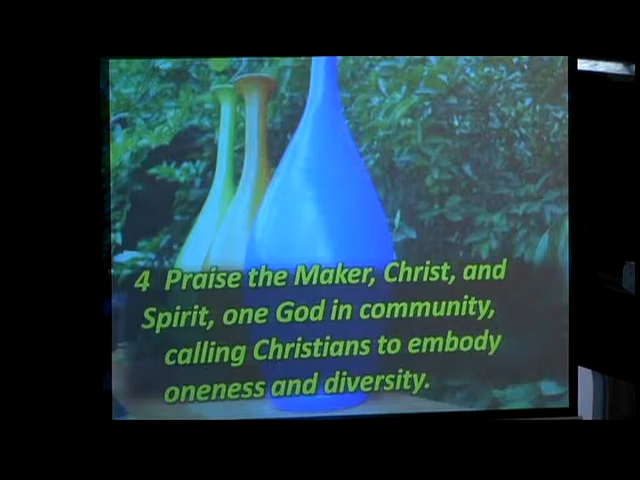 4 Praise the Maker, Christ, and
Spirit, one God in community,
calling Christians to embody
oneness and diversity.